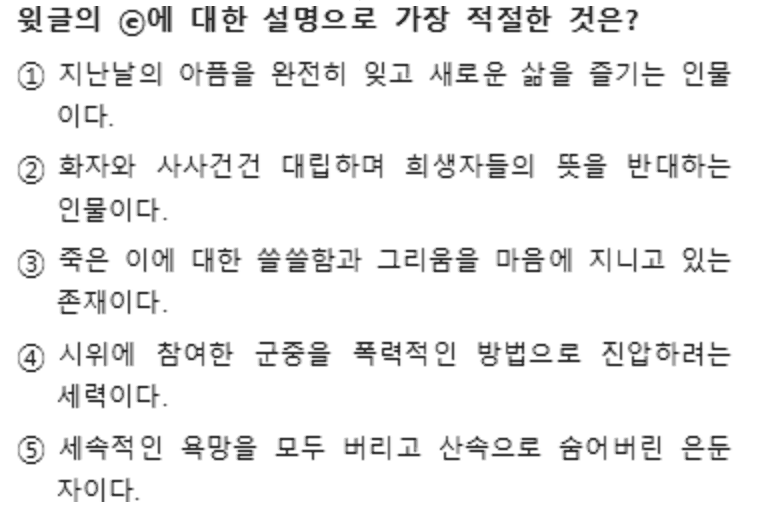 윗글의 ⓒ에 대한 설명으로 가장 적절한 것은?
① 지난날의 아픔을 완전히 잊고 새로운 삶을 즐기는 인물
이다.
② 화자와 사사건건 대립하며 희생자들의 뜻을 반대하는
인물이다.
③ 죽은 이에 대한 쓸쓸함과 그리움을 마음에 지니고 있는
존재이다.
④ 시위에 참여한 군중을 폭력적인 방법으로 진압하려는
세력이다.
⑤ 세속적인 욕망을 모두 버리고 산속으로 숨어버린 은둔
자이다.